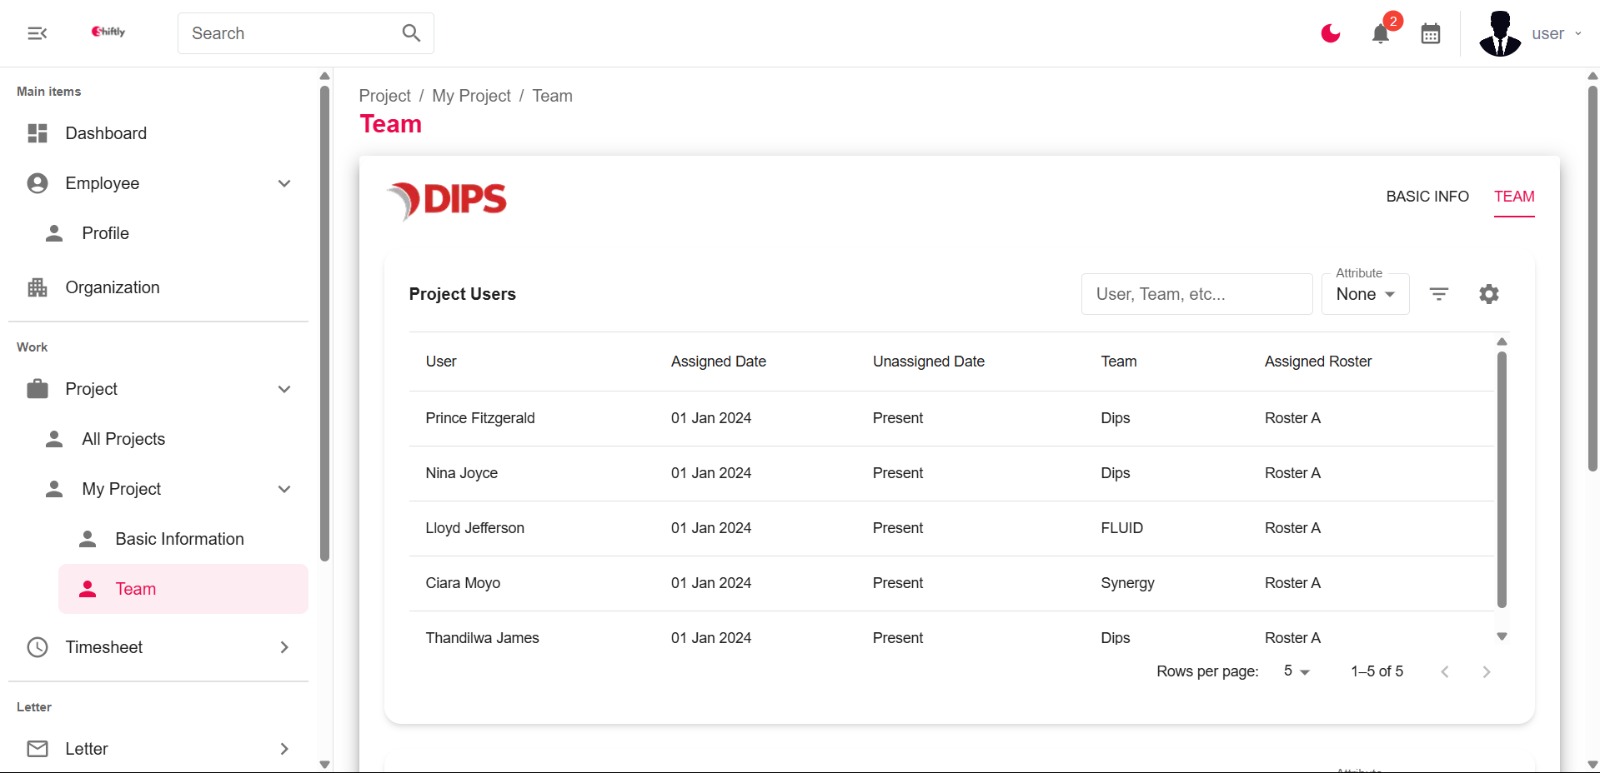 Shiftly
Search
2
user
Main items
Dashboard
Employee
Profile
Organization
Work
Project
All Projects
My Project
Basic Information
Team
Timesheet
Letter
Letter
Project / My Project / Team
Team
DIPS
BASIC INFO TEAM
Project Users
User, Team, etc...
Attribute
None
User Assigned Date Unassigned Date Team Assigned Roster
Prince Fitzgerald 01 Jan 2024 Present Dips Roster A
Nina Joyce 01 Jan 2024 Present Dips Roster A
Lloyd Jefferson 01 Jan 2024 Present FLUID Roster A
Ciara Moyo 01 Jan 2024 Present Synergy Roster A
Thandilwa James 01 Jan 2024 Present Dips Roster A
Rows per page: 5 1–5 of 5
Attribute